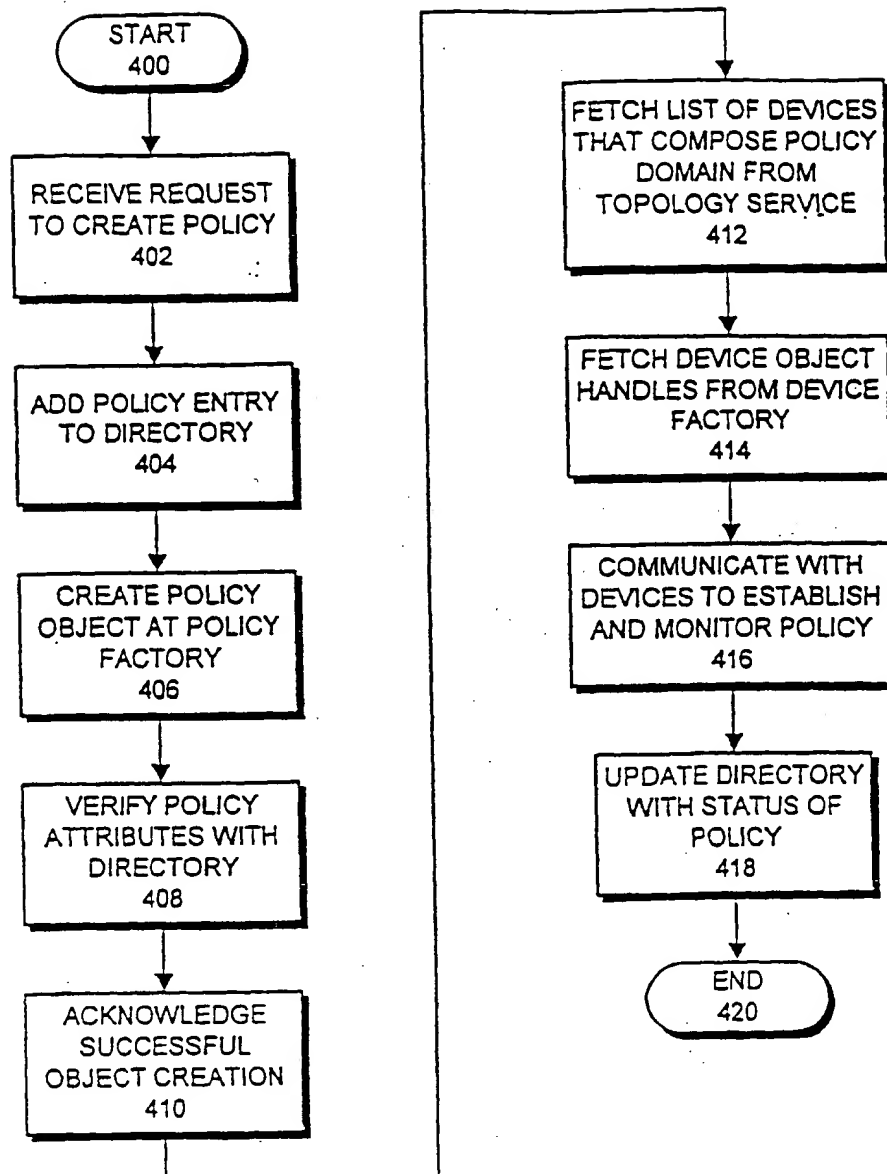 START
400
RECEIVE REQUEST
TO CREATE POLICY
402
ADD POLICY ENTRY
TO DIRECTORY
404
CREATE POLICY
OBJECT AT POLICY
FACTORY
406
VERIFY POLICY
ATTRIBUTES WITH
DIRECTORY
408
ACKNOWLEDGE
SUCCESSFUL
OBJECT CREATION
410
FETCH LIST OF DEVICES
THAT COMPOSE POLICY
DOMAIN FROM
TOPOLOGY SERVICE
412
FETCH DEVICE OBJECT
HANDLES FROM DEVICE
FACTORY
414
COMMUNICATE WITH
DEVICES TO ESTABLISH
AND MONITOR POLICY
416
UPDATE DIRECTORY
WITH STATUS OF
POLICY
418
END
420